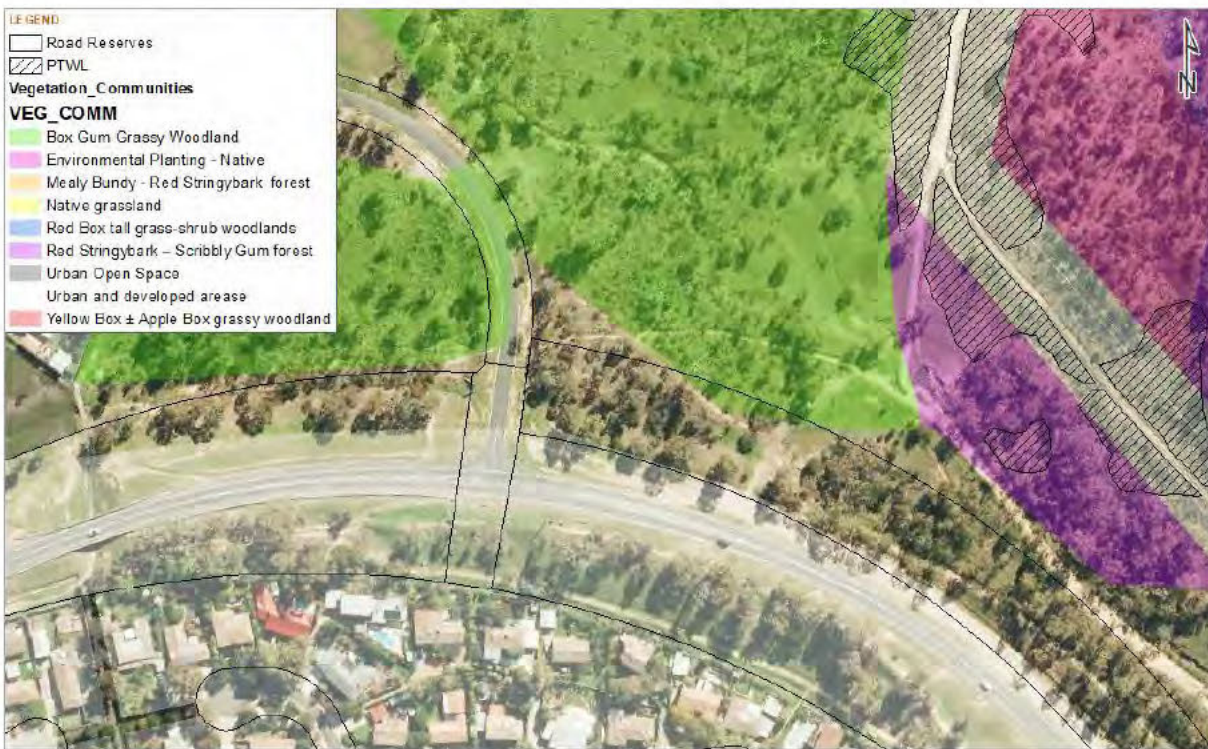 LEGEND
Road Reserves
PTWL
Vegetation_Communities
VEG_COMM
Box Gum Grassy Woodland
Environmental Planting - Native
Mealy Bundy - Red Stringybark forest
Native grassland
Red Box tall grass-shrub woodlands
Red Stringybark – Scribbly Gum forest
Urban Open Space
Urban and developed arease
Yellow Box ± Apple Box grassy woodland
N